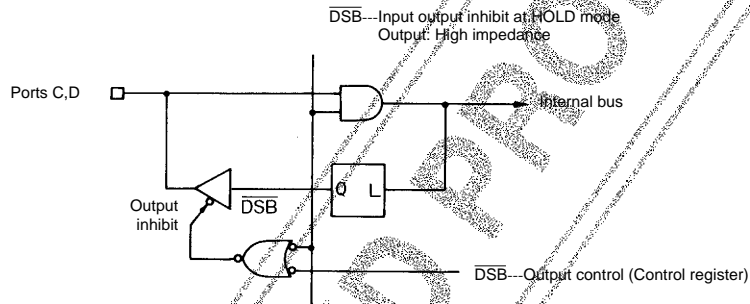 DSB---Input output inhibit at HOLD mode
Output: High impedance
Ports C,D
Internal bus
Q L
DSB
Output
inhibit
DSB---Output control (Control register)
D PROD